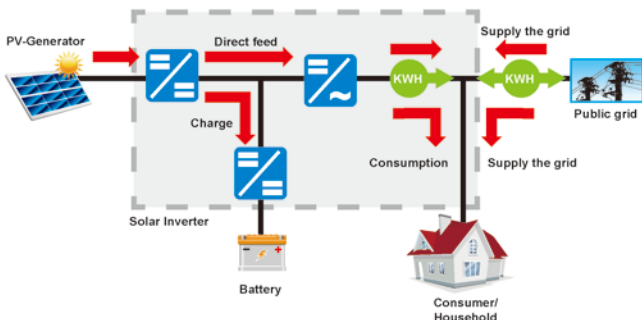 PV-Generator
Direct feed
Supply the grid
KWH
KWH
Public grid
Charge
Consumption
Supply the grid
Solar Inverter
Battery
Consumer/
Household